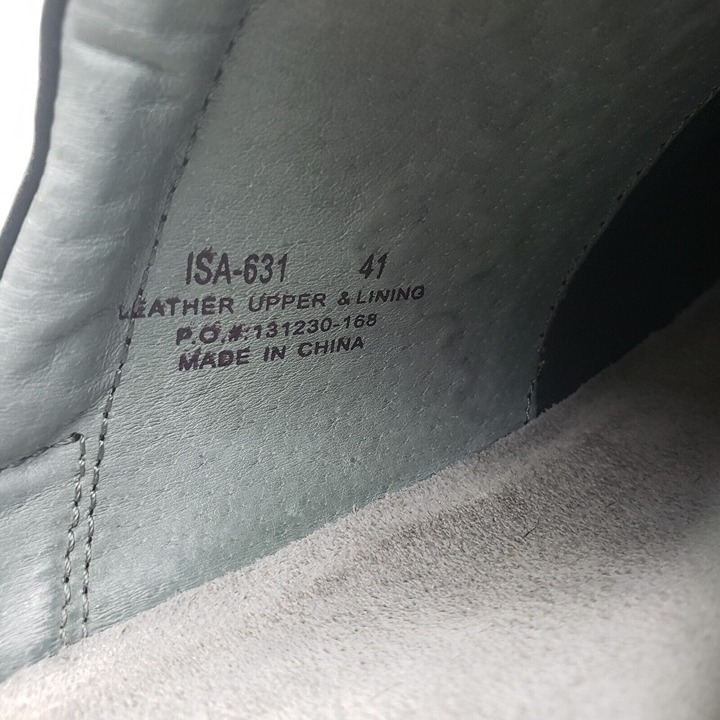 ISA-631 41
LEATHER UPPER & LINING
P.O.#:131230-168
MADE IN CHINA